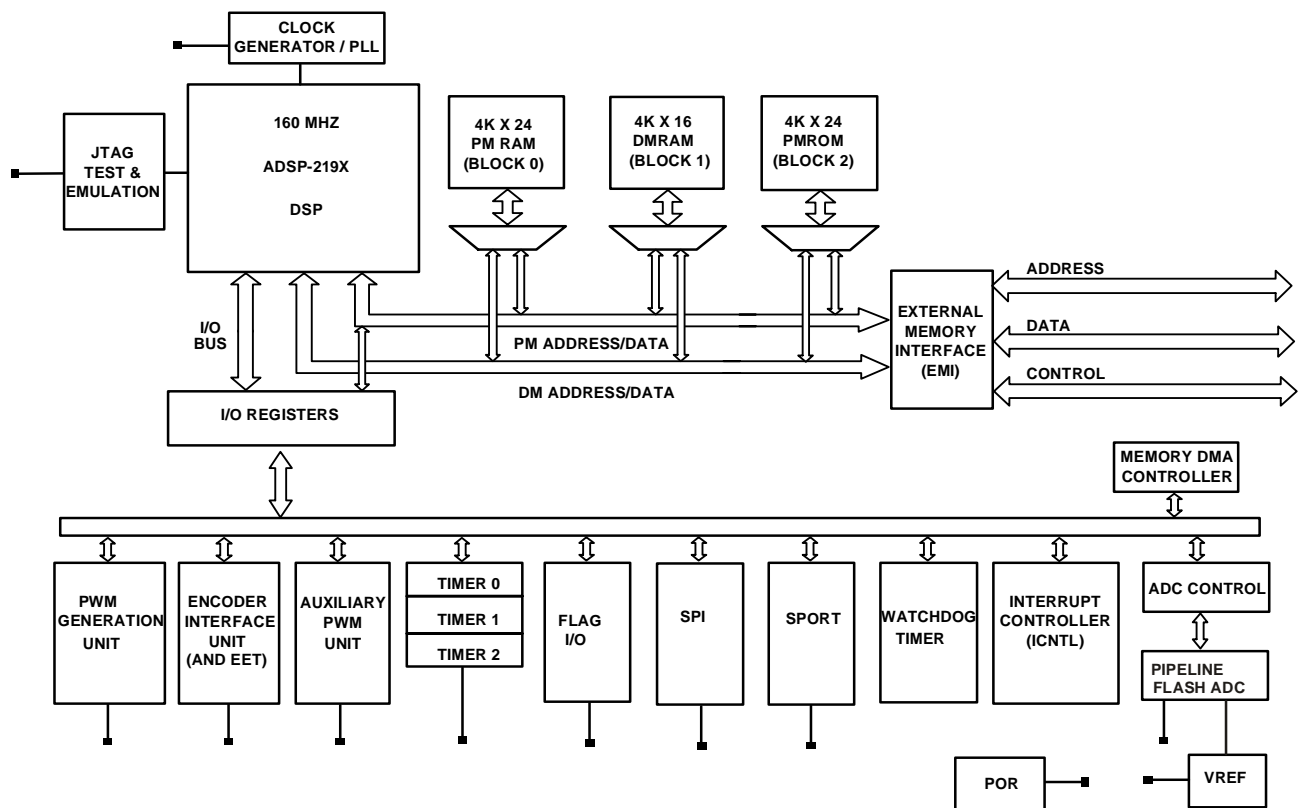 CLOCK
GENERATOR / PLL
160 MHZ
ADSP-219X
DSP
JTAG
TEST &
EMULATION
4K X 24
PM RAM
(BLOCK 0)
4K X 16
DMRAM
(BLOCK 1)
4K X 24
PMROM
(BLOCK 2)
I/O
BUS
PM ADDRESS/DATA
DM ADDRESS/DATA
EXTERNAL
MEMORY
INTERFACE
(EMI)
ADDRESS
DATA
CONTROL
I/O REGISTERS
MEMORY DMA
CONTROLLER
PWM
GENERATION
UNIT
ENCODER
INTERFACE
UNIT
(AND EET)
AUXILIARY
PWM
UNIT
TIMER 0
TIMER 1
TIMER 2
FLAG
I/O
SPI
SPORT
WATCHDOG
TIMER
INTERRUPT
CONTROLLER
(ICNTL)
ADC CONTROL
PIPELINE
FLASH ADC
POR
VREF